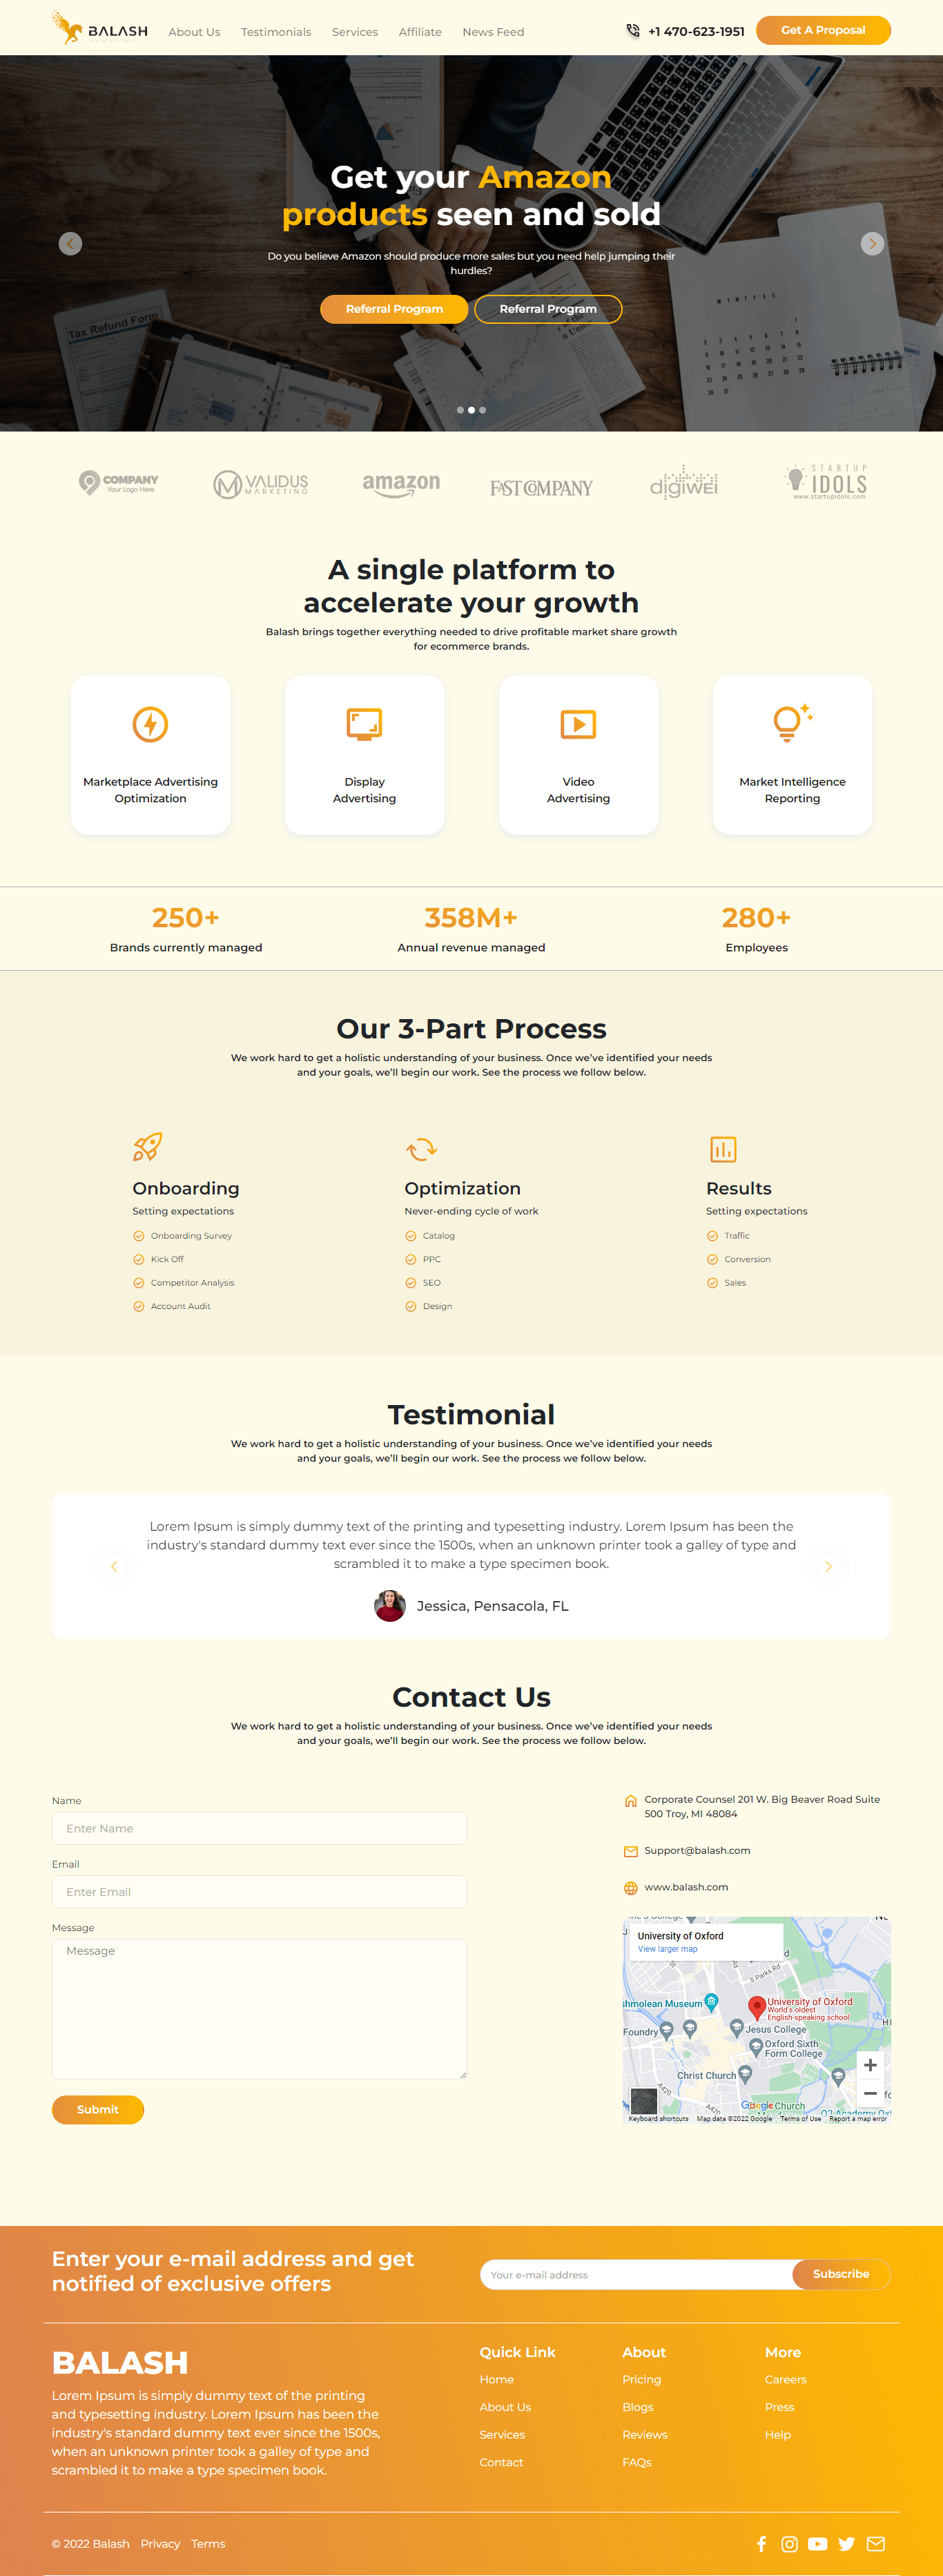 BALASH
About Us
Testimonials
Services
Affiliate
News Feed
+1 470-623-1951
Get A Proposal
Tax Refund Form
Get your Amazon
products seen and sold
Do you believe Amazon should produce more sales but you need help jumping their
hurdles?
Referral Program
Referral Program
COMPANY
Your Logo Here
VALIDUS
MARKETING
amazon
FAST COMPANY
digiwei
STARTUP
IDOLS
www.startupidols.com
A single platform to
accelerate your growth
Balash brings together everything needed to drive profitable market share growth
for ecommerce brands.
Marketplace Advertising
Optimization
Display
Advertising
Video
Advertising
Market Intelligence
Reporting
250+
Brands currently managed
358M+
Annual revenue managed
280+
Employees
Our 3-Part Process
We work hard to get a holistic understanding of your business. Once we've identified your needs
and your goals, we'll begin our work. See the process we follow below.
Onboarding
Setting expectations
Onboarding Survey
Kick Off
Competitor Analysis
Account Audit
Optimization
Never-ending cycle of work
Catalog
PPC
SEO
Design
Results
Setting expectations
Traffic
Conversion
Sales
Testimonial
We work hard to get a holistic understanding of your business. Once we've identified your needs
and your goals, we'll begin our work. See the process we follow below.
Lorem Ipsum is simply dummy text of the printing and typesetting industry. Lorem Ipsum has been the
industry's standard dummy text ever since the 1500s, when an unknown printer took a galley of type and
scrambled it to make a type specimen book.
Jessica, Pensacola, FL
Contact Us
We work hard to get a holistic understanding of your business. Once we've identified your needs
and your goals, we'll begin our work. See the process we follow below.
Name
Enter Name
Email
Enter Email
Message
Message
Submit
Corporate Counsel 201 W. Big Beaver Road Suite
500 Troy, MI 48084
Support@balash.com
www.balash.com
University of Oxford
View larger map
S Parks Rd
shmolean Museum
University of Oxford
World's oldest
English-speaking school
Foundry
Jesus College
Oxford Sixth
Form College
Christ Church
A420
A420
Google
Church
Keyboard shortcuts
Map data ©2022 Google
Terms of Use
Report a map error
Enter your e-mail address and get
notified of exclusive offers
Your e-mail address
Subscribe
BALASH
Lorem Ipsum is simply dummy text of the printing
and typesetting industry. Lorem Ipsum has been the
industry's standard dummy text ever since the 1500s,
when an unknown printer took a galley of type and
scrambled it to make a type specimen book.
Quick Link
Home
About Us
Services
Contact
About
Pricing
Blogs
Reviews
FAQs
More
Careers
Press
Help
© 2022 Balash
Privacy
Terms